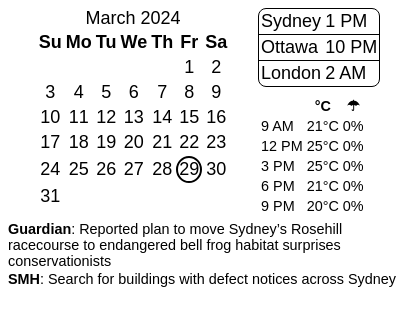 March 2024
Su Mo Tu We Th Fr Sa
1 2
3 4 5 6 7 8 9
10 11 12 13 14 15 16
17 18 19 20 21 22 23
24 25 26 27 28 29 30
31
Sydney 1 PM
Ottawa 10 PM
London 2 AM
°C ☂
9 AM 21°C 0%
12 PM 25°C 0%
3 PM 25°C 0%
6 PM 21°C 0%
9 PM 20°C 0%
Guardian: Reported plan to move Sydney’s Rosehill
racecourse to endangered bell frog habitat surprises
conservationists
SMH: Search for buildings with defect notices across Sydney